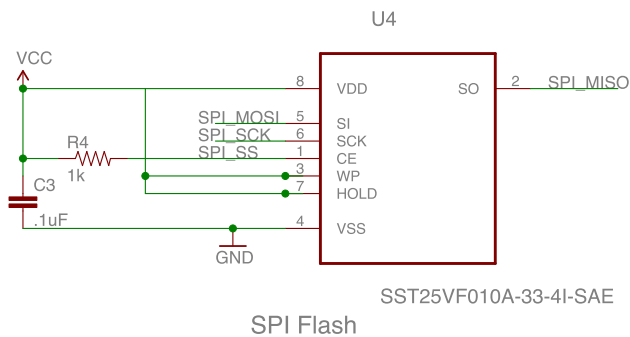 U4
VCC
8
VDD
SO
2
SPI_MISO
SPI_MOSI
5
SI
SPI_SCK
6
SCK
R4
SPI_SS
1
CE
1k
3
WP
C3
7
HOLD
.1uF
4
VSS
GND
SST25VF010A-33-4I-SAE
SPI Flash